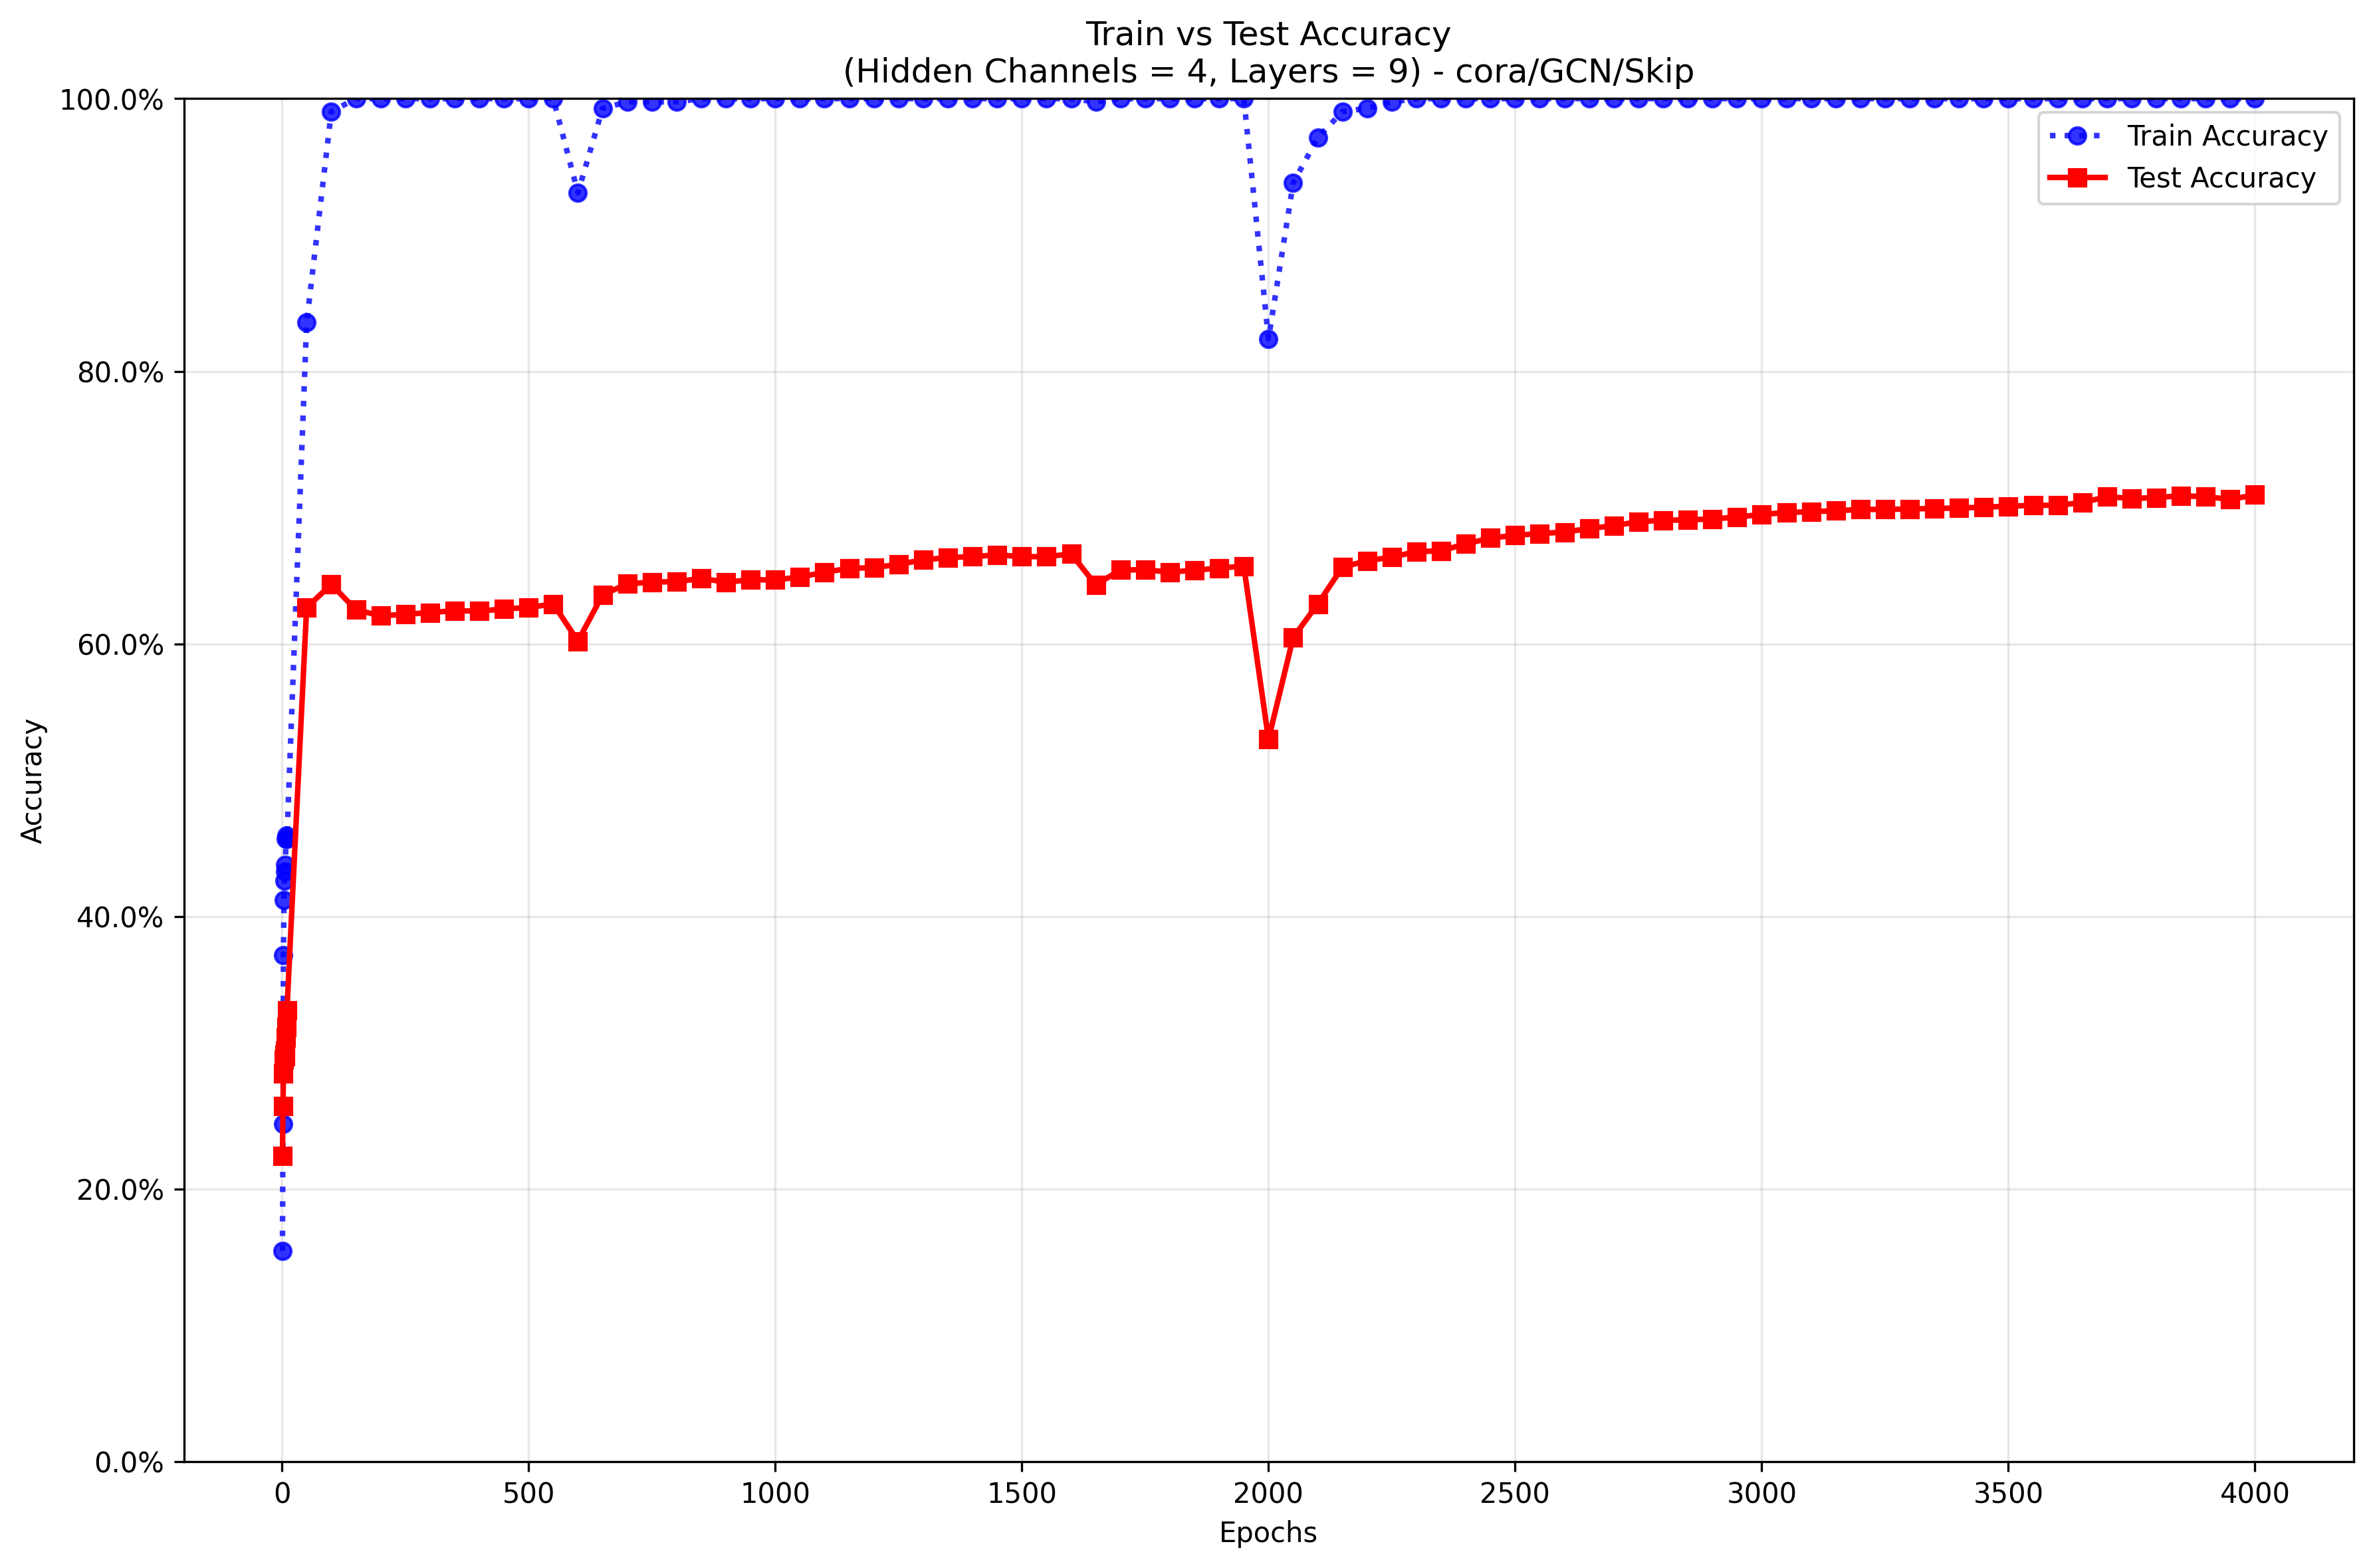 Train vs Test Accuracy
(Hidden Channels = 4, Layers = 9) - cora/GCN/Skip
100.0%
80.0%
60.0%
40.0%
20.0%
0.0%
Accuracy
Train Accuracy
Test Accuracy
0 500 1000 1500 2000 2500 3000 3500 4000
Epochs